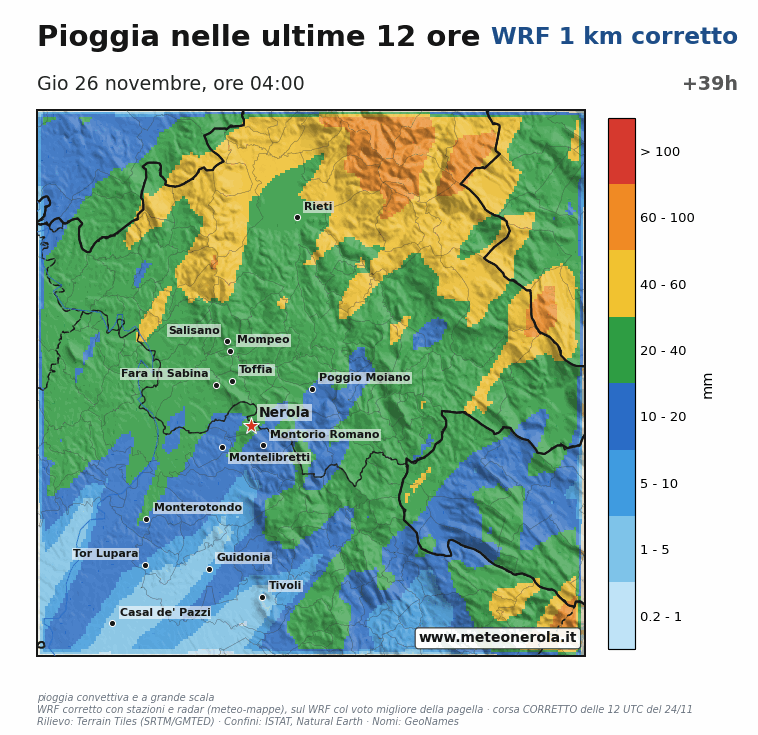 Pioggia nelle ultime 12 ore WRF 1 km corretto
Gio 26 novembre, ore 04:00 +39h
> 100
60 - 100
40 - 60
20 - 40
10 - 20
5 - 10
1 - 5
0.2 - 1
mm
Rieti
Salisano
Mompeo
Fara in Sabina
Toffia
Poggio Moiano
Nerola
Montorio Romano
Montelibretti
Monterotondo
Tor Lupara
Guidonia
Tivoli
Casal de' Pazzi
www.meteonerola.it
pioggia convettiva e a grande scala
WRF corretto con stazioni e radar (meteo-mappe), sul WRF col voto migliore della pagella · corsa CORRETTO delle 12 UTC del 24/11
Rilievo: Terrain Tiles (SRTM/GMTED) · Confini: ISTAT, Natural Earth · Nomi: GeoNames